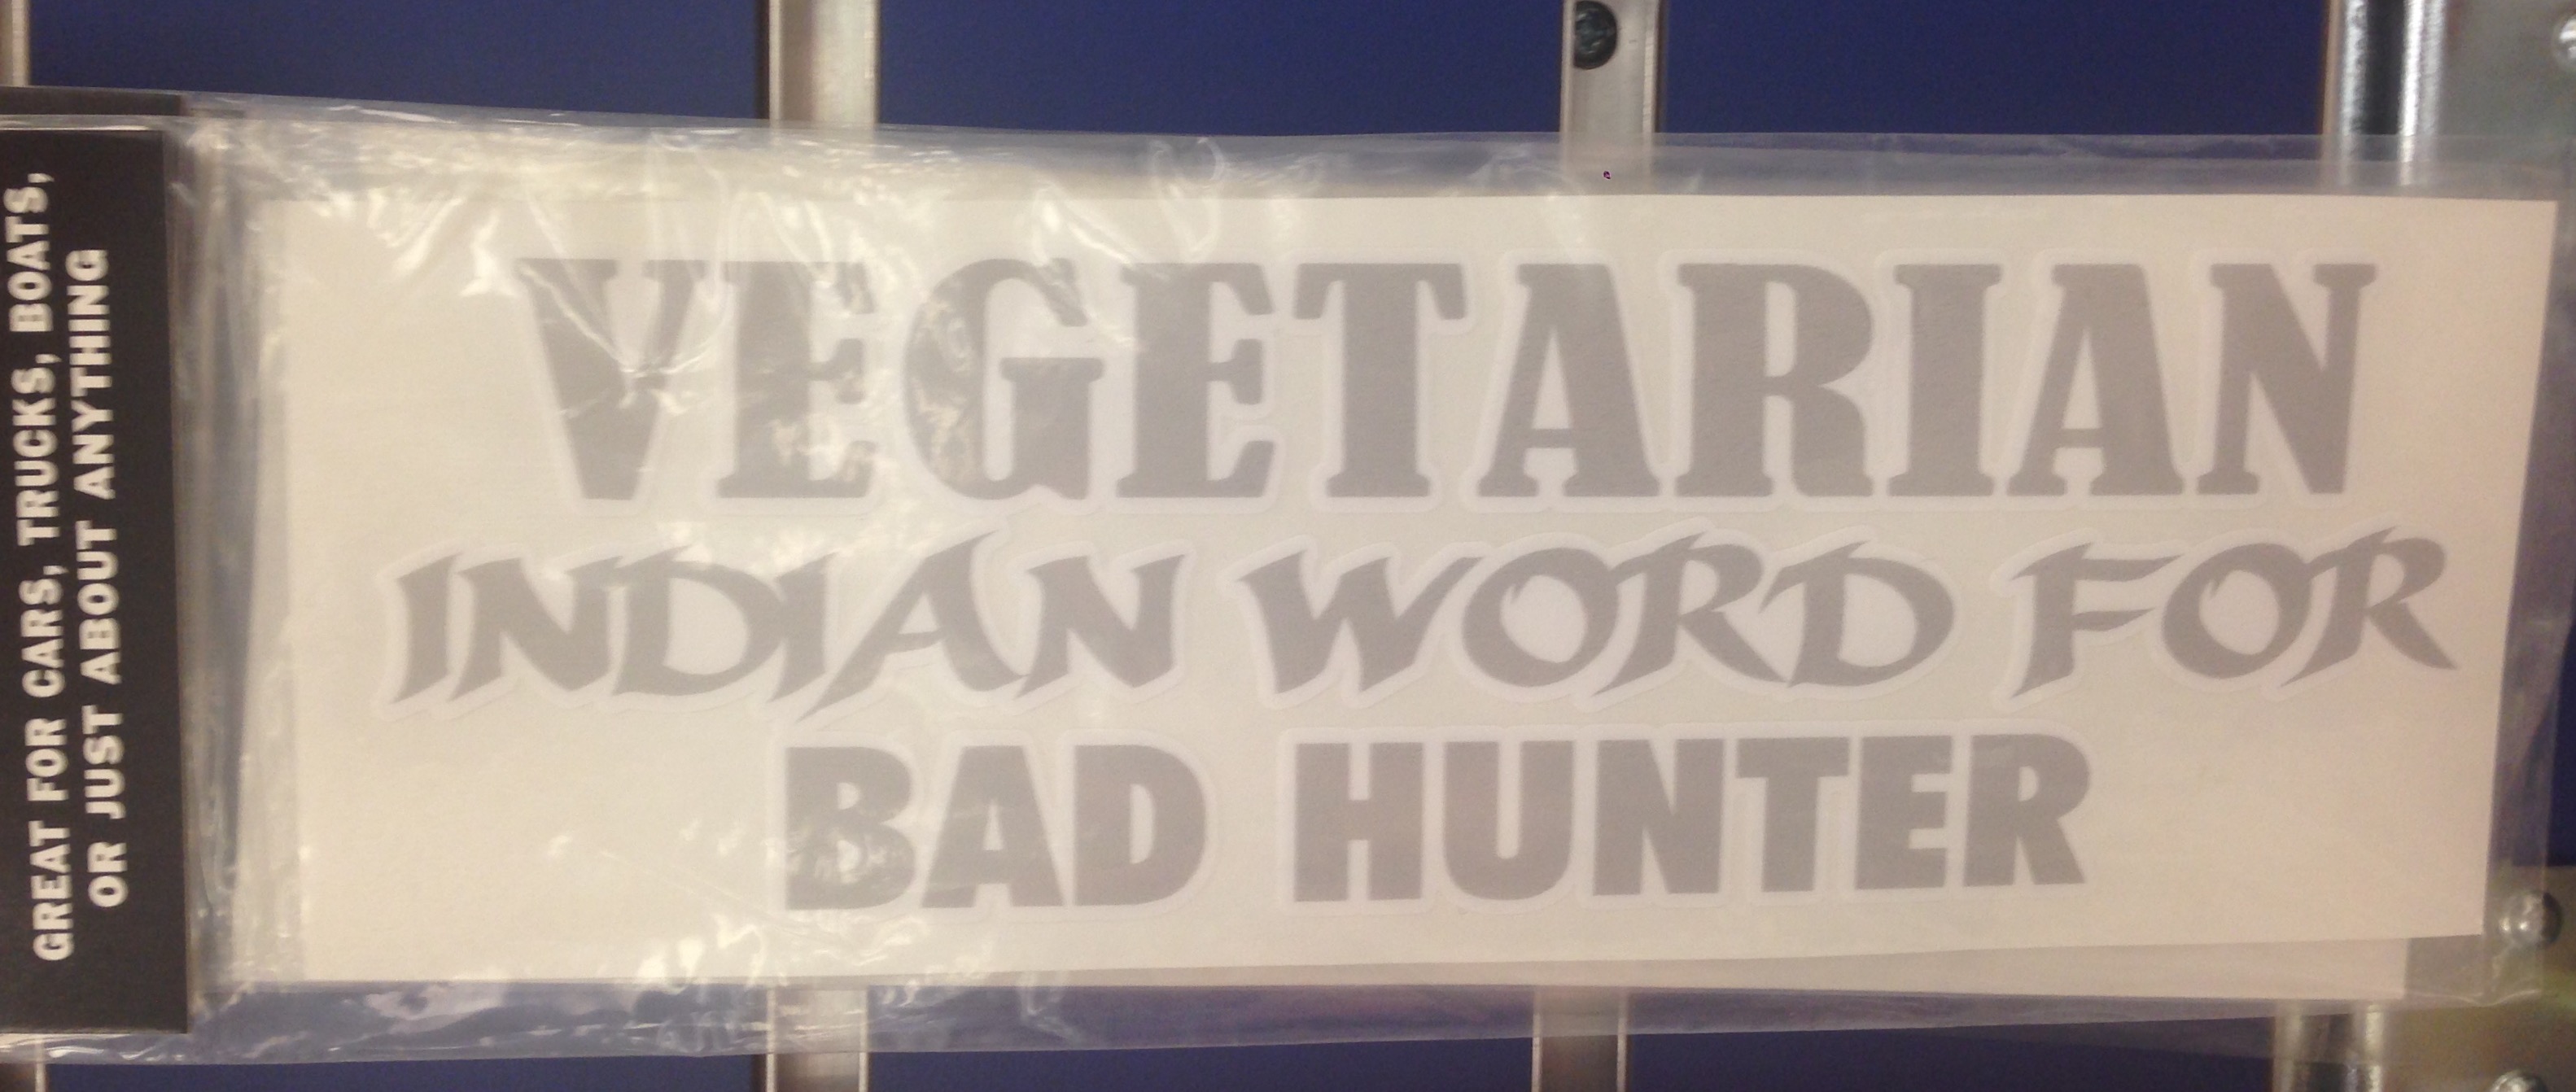 GREAT FOR CARS, TRUCKS, BOATS,
OR JUST ABOUT ANYTHING
VEGETARIAN
INDIAN WORD FOR
BAD HUNTER